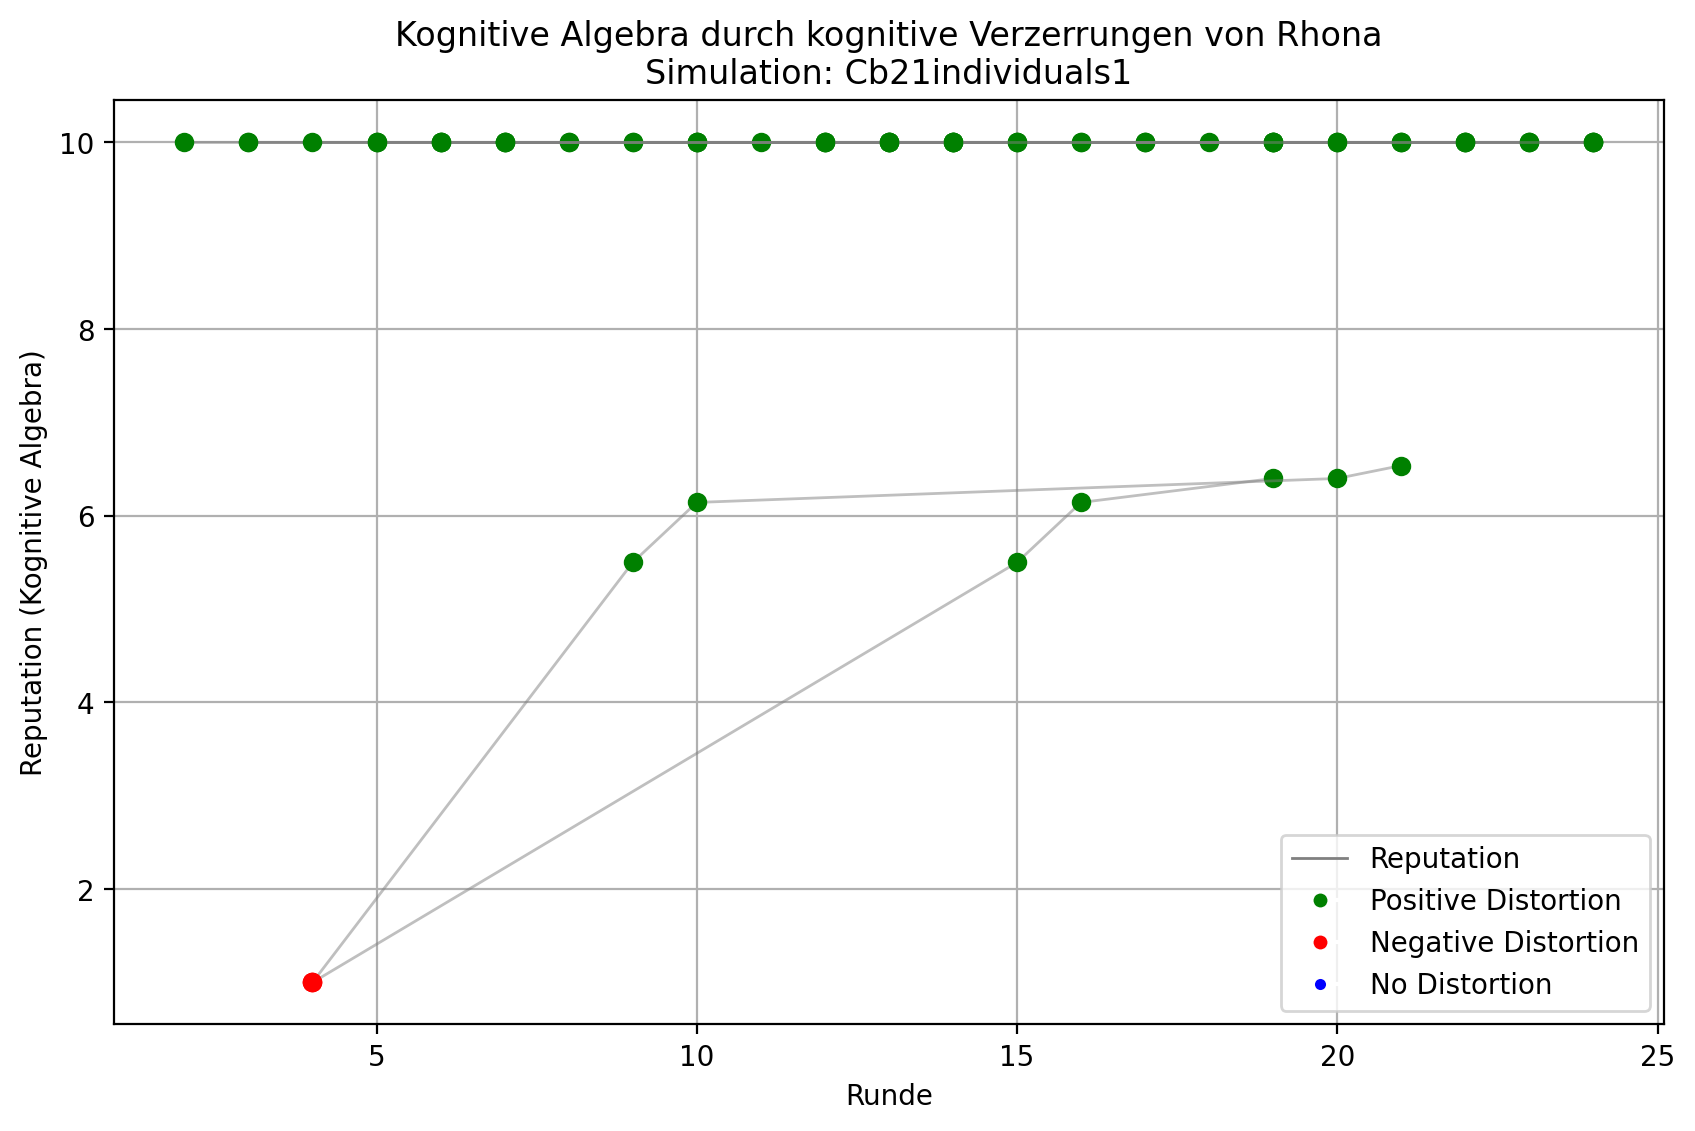 Kognitive Algebra durch kognitive Verzerrungen von Rhona
Simulation: Cb21individuals1
Reputation (Kognitive Algebra)
10
8
6
4
2
5
10
15
20
25
Runde
Reputation
Positive Distortion
Negative Distortion
No Distortion